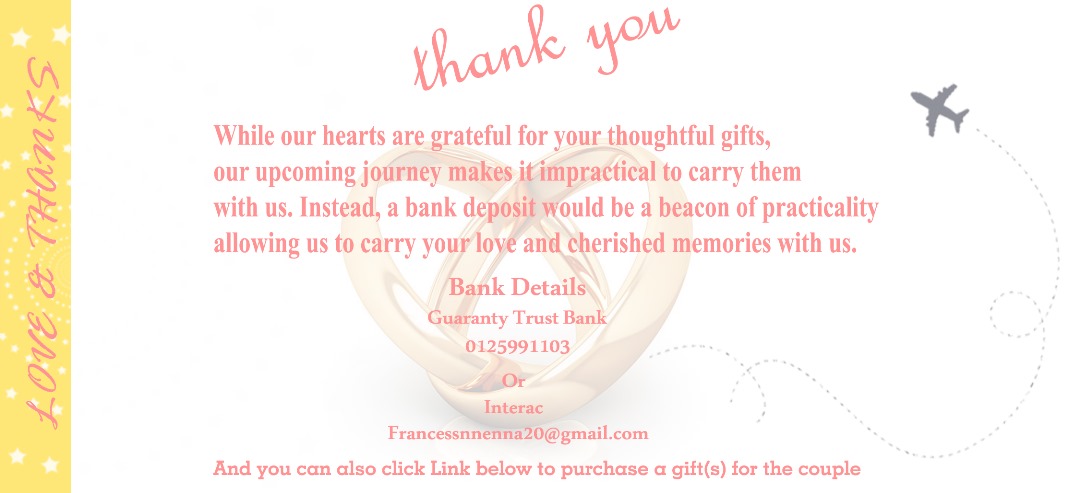 LOVE & THANKS
thank you
While our hearts are grateful for your thoughtful gifts,
our upcoming journey makes it impractical to carry them
with us. Instead, a bank deposit would be a beacon of practicality
allowing us to carry your love and cherished memories with us.
Bank Details
Guaranty Trust Bank
0125991103
Or
Interac
Francessnnenna20@gmail.com
And you can also click Link below to purchase a gift(s) for the couple